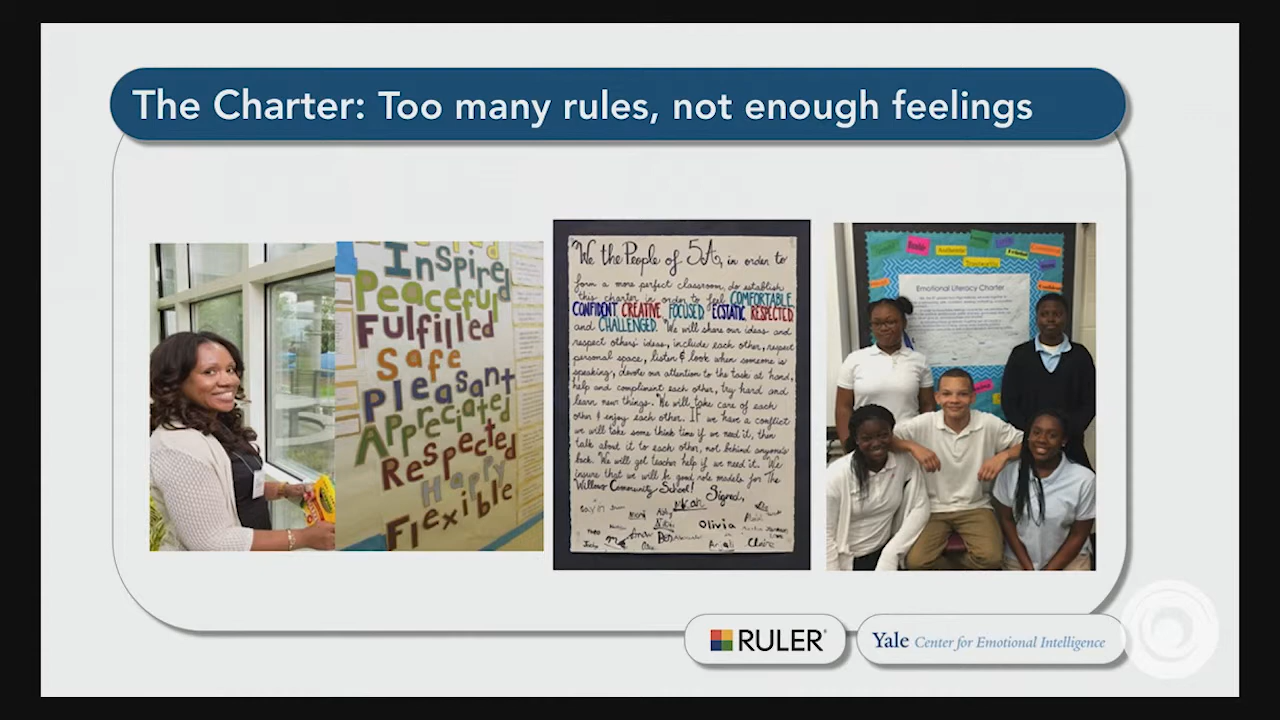 The Charter: Too many rules, not enough feelings
Inspired
Peaceful
Fulfilled
Safe
Pleasant
Appreciated
Respected
Happy
Flexible
We the People of 5A, in order to
form a more perfect classroom, do establish
this charter in order to feel COMFORTABLE,
CONFIDENT CREATIVE, FOCUSED ECSTATIC, RESPECTED
and CHALLENGED. "We will share our ideas and
respect others' ideas, include each other, respect
personal space, listen & look when someone is
speaking, devote our attention to the task at hand,
help and compliment each other, try hard and
learn new things. "We will take care of each
other & enjoy each other. If we have a conflict
we will take some think time if we need it, then
talk about it to each other, not behind anyone's
back. We will get teacher help if we need it. "We
insure that we will be good role models for The
Willows Community School!
Signed,
Micah
Olivia
Ben
Anjali
Claire
Authentic
Trustworthy
Emotional Literacy Charter
RULER®
Yale Center for Emotional Intelligence